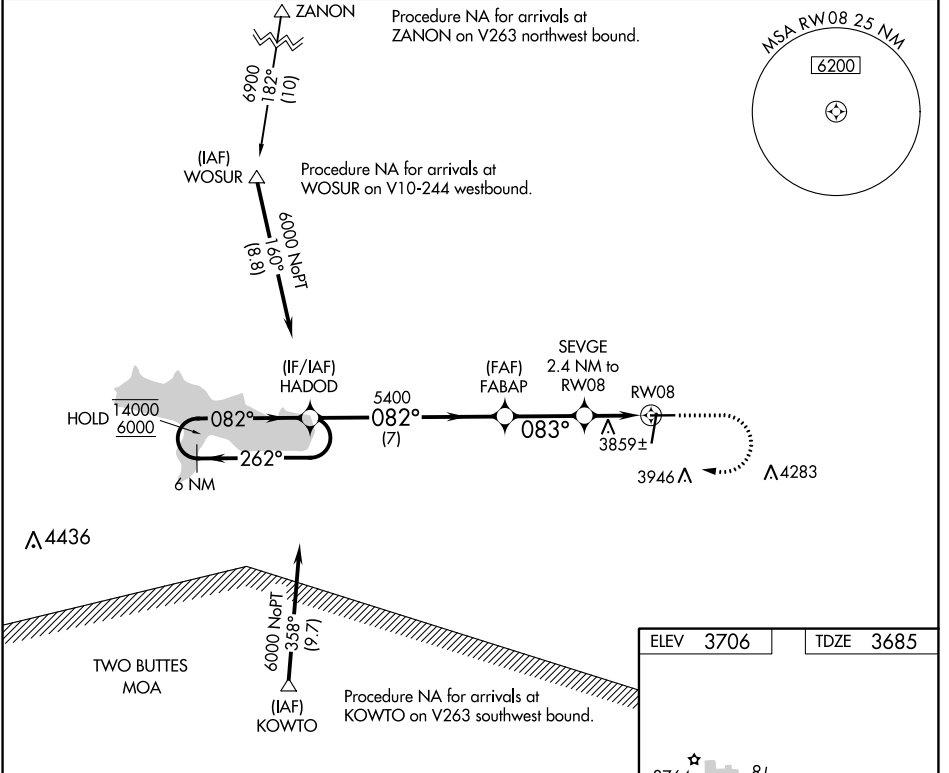 ZANON
Procedure NA for arrivals at
ZANON on V263 northwest bound.
MSA RW08 25 NM
6200
6900
182°
(10)
(IAF)
WOSUR
Procedure NA for arrivals at
WOSUR on V10-244 westbound.
6000 NoPT
160°
(8.8)
(IF/IAF)
HADOD
(FAF)
FABAP
SEVGE
2.4 NM to
RW08
RW08
HOLD
14000
6000
082°
5400
082°
(7)
083°
3859±
262°
6 NM
3946
4283
4436
6000 NoPT
358°
(9.7)
TWO BUTTES
MOA
(IAF)
KOWTO
Procedure NA for arrivals at
KOWTO on V263 southwest bound.
ELEV 3706
TDZE 3685